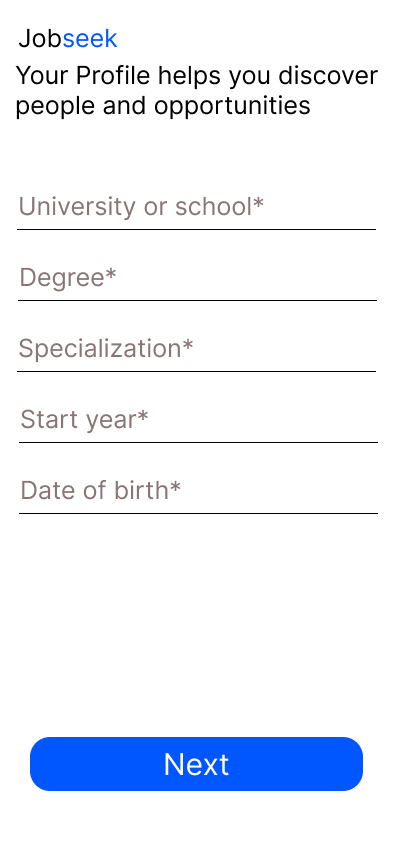 Jobseek
Your Profile helps you discover
people and opportunities
University or school*
Degree*
Specialization*
Start year*
Date of birth*
Next